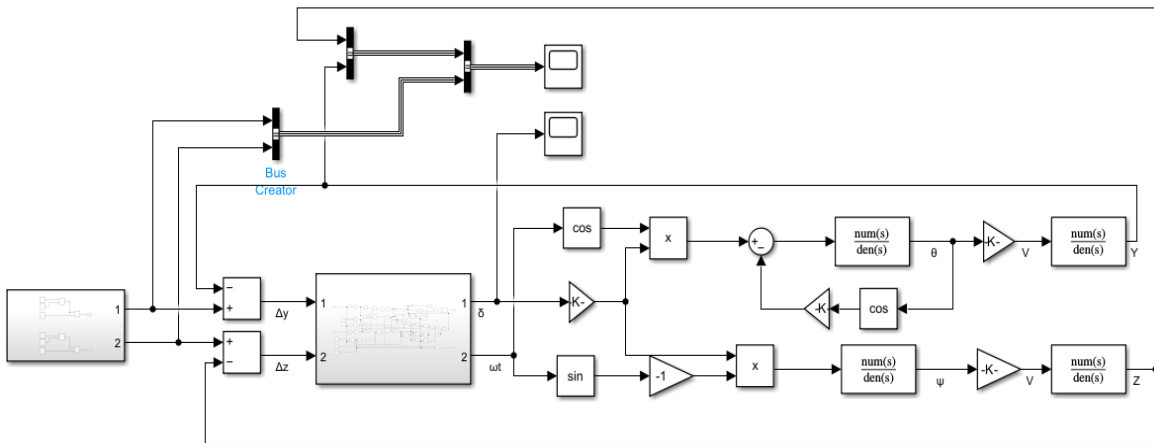 Bus
Creator
cos
x
+
−
num(s)
den(s)
θ
-K-
V
num(s)
den(s)
Y
−
+
Δy
1
2
1
2
1
δ
2
ωt
-K-
-K
cos
+
−
Δz
sin
-1
x
num(s)
den(s)
ψ
-K-
V
num(s)
den(s)
Z